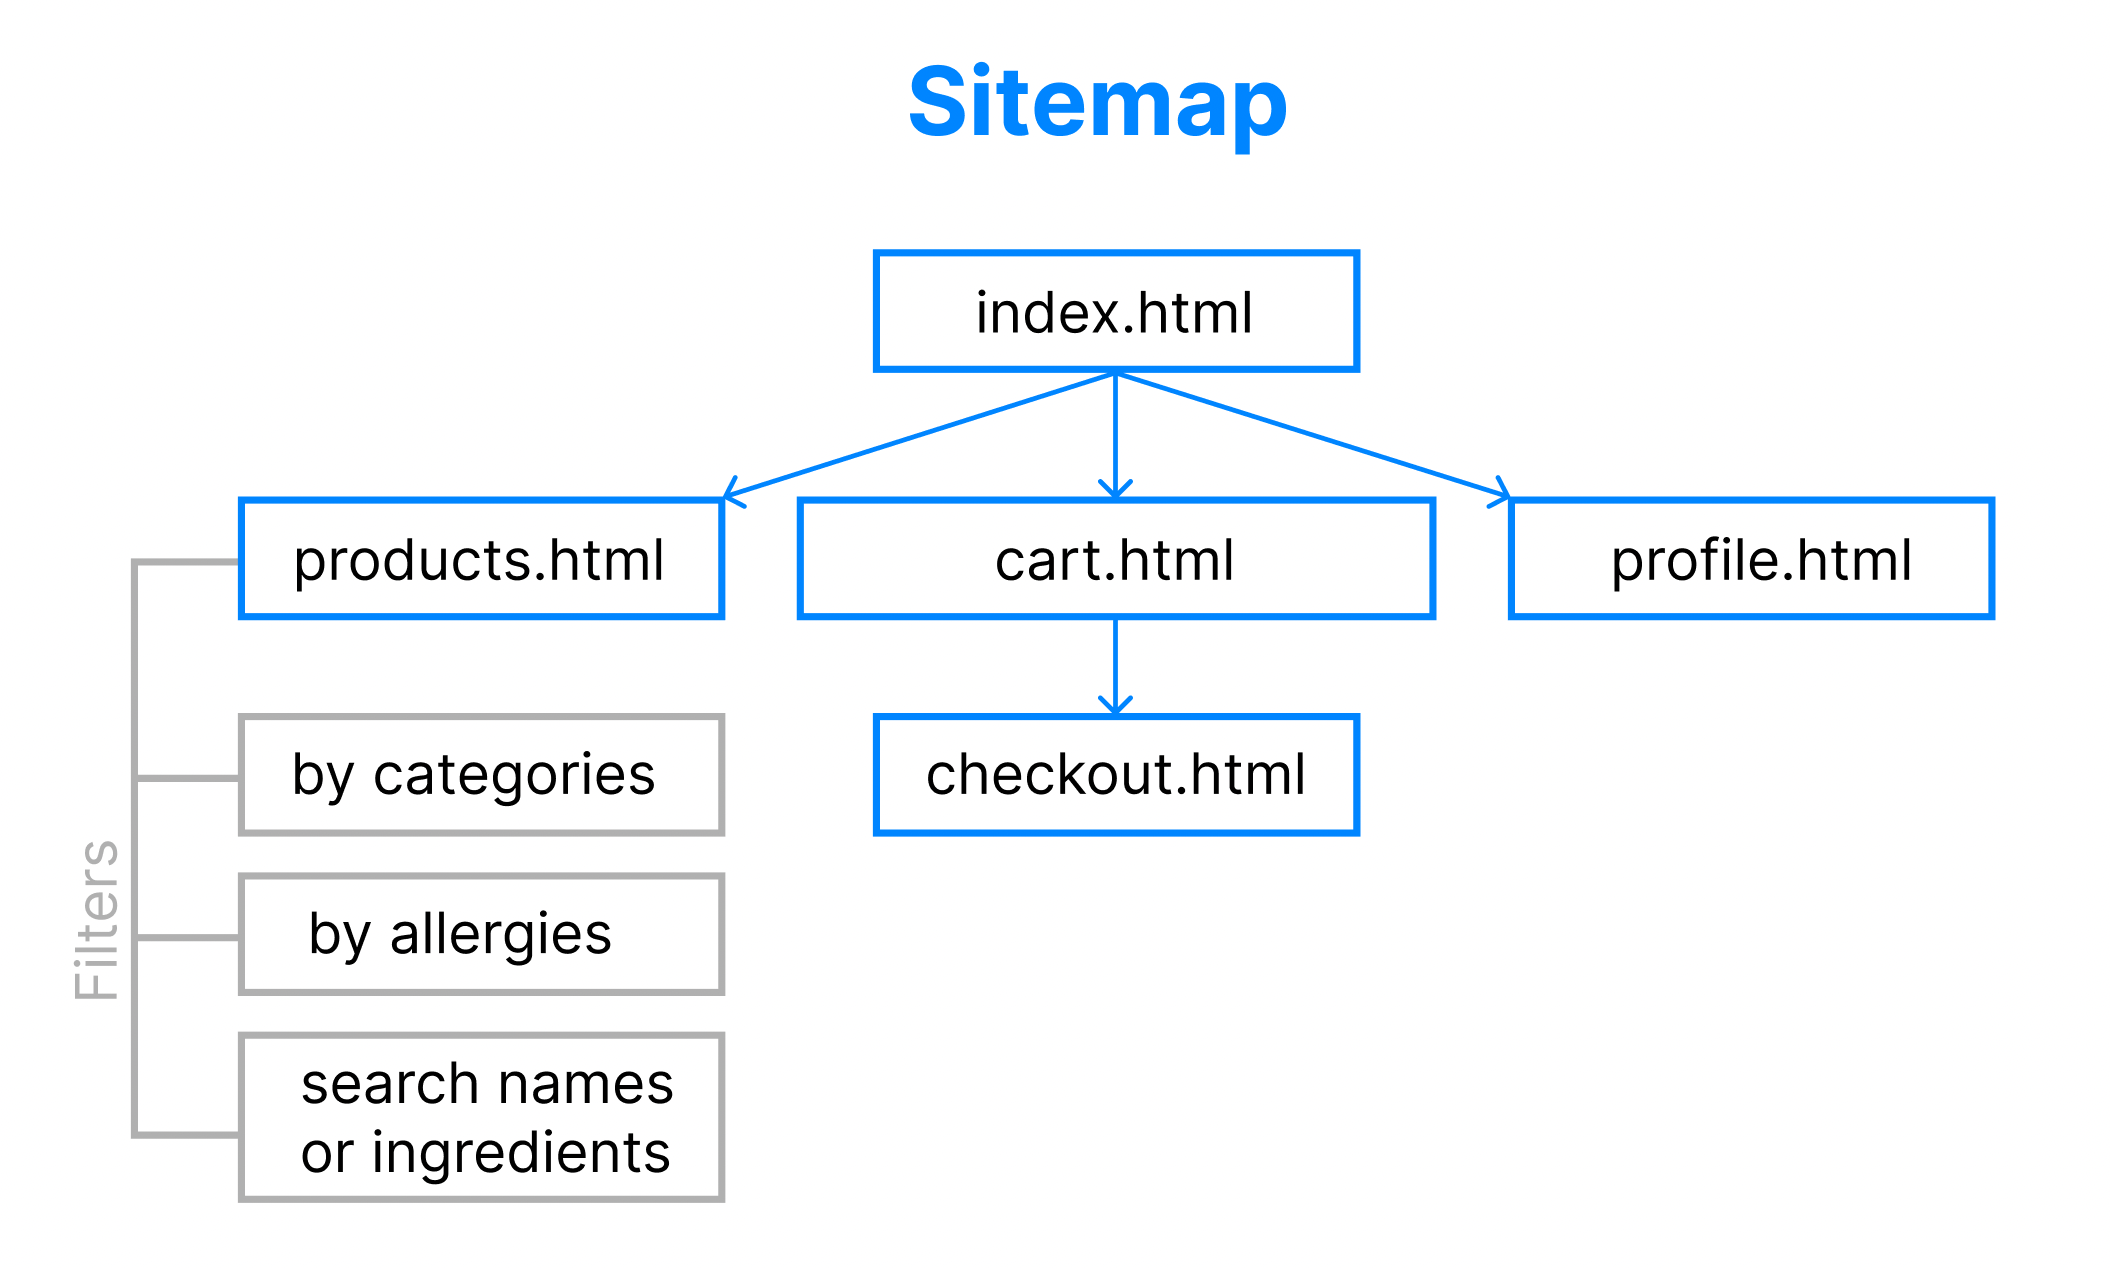 Sitemap
index.html
products.html
cart.html
profile.html
by categories
checkout.html
Filters
by allergies
search names
or ingredients